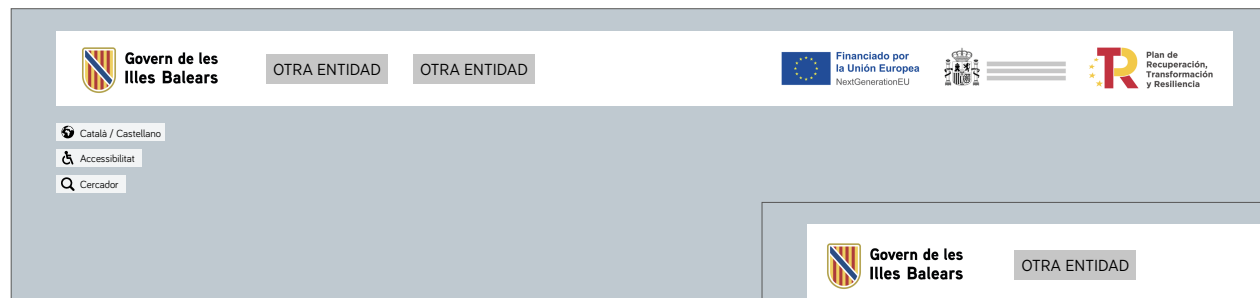 Govern de les
Illes Balears
OTRA ENTIDAD
OTRA ENTIDAD
Financiado por
la Unión Europea
NextGenerationEU
Plan de
Recuperación,
Transformación
y Resiliencia
Català / Castellano
Accessibilitat
Cercador
Govern de les
Illes Balears
OTRA ENTIDAD